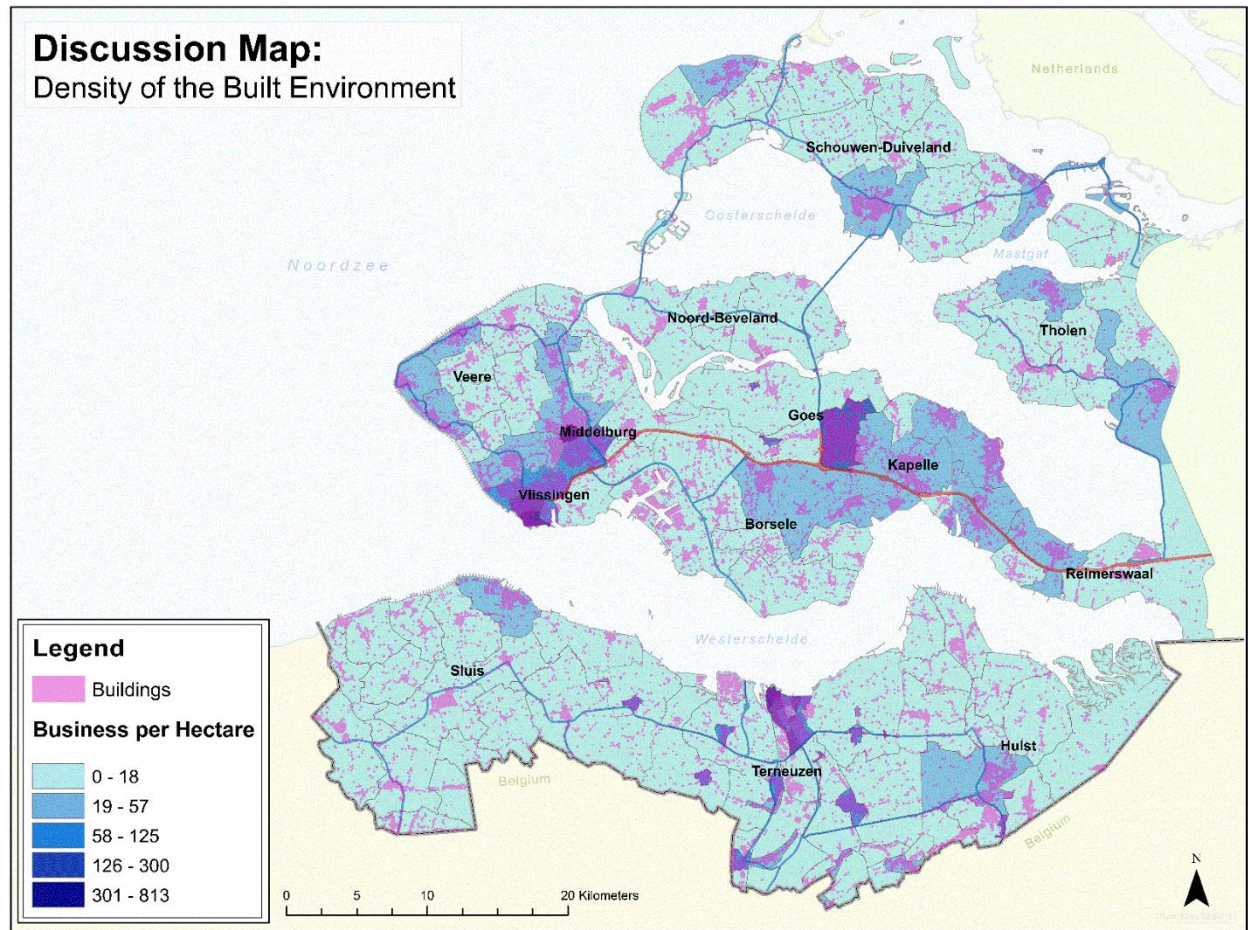 Discussion Map:
Density of the Built Environment
Netherlands
Schouwen-Duiveland
Oosterschelde
Noordzee
Mastgat
Noord-Beveland
Tholen
Veere
Goes
Middelburg
Kapelle
Vlissingen
Borsele
Reimerswaal
Westerschelde
Sluis
Hulst
Terneuzen
Belgium
Belgium
Legend
Buildings
Business per Hectare
0 - 18
19 - 57
58 - 125
126 - 300
301 - 813
0 5 10 20 Kilometers
N